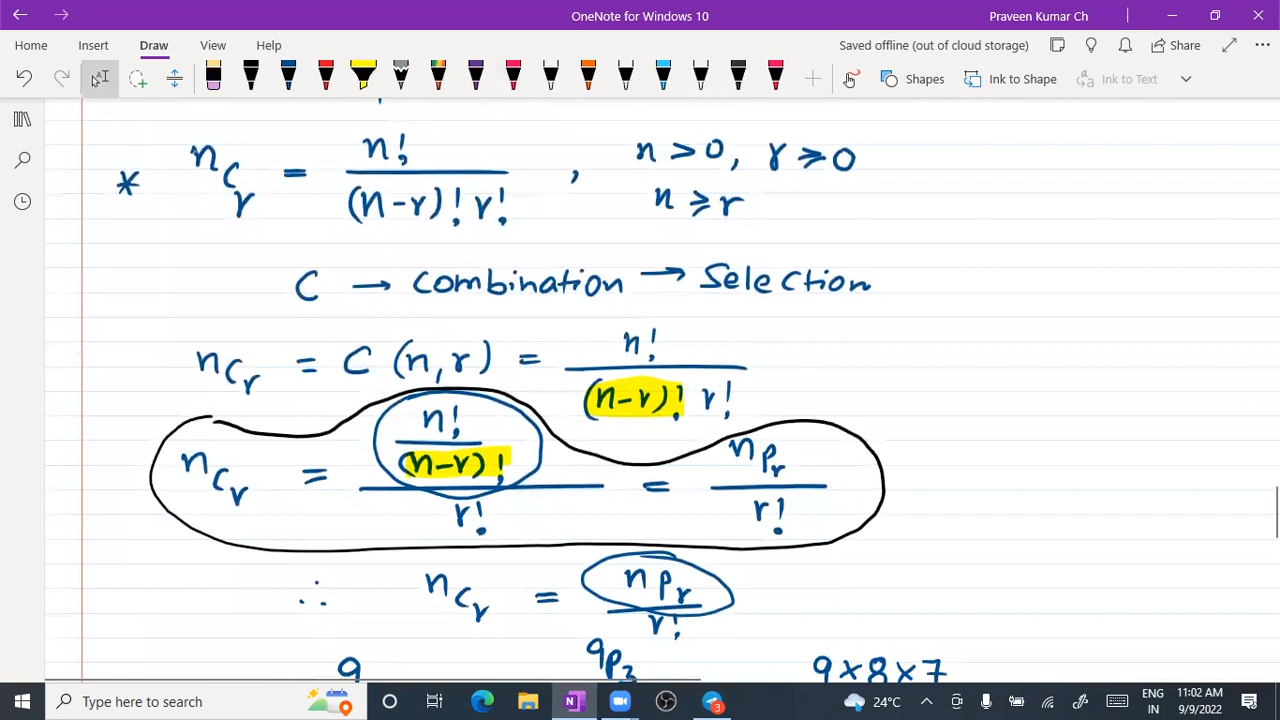 OneNote for Windows 10
Praveen Kumar Ch
Home Insert Draw View Help
Saved offline (out of cloud storage)
Share
Shapes Ink to Shape Ink to Text
* nCr = n! / (n-r)! r! , n > 0, r ≥ 0
n ≥ r
C → Combination → Selection
nCr = C (n,r) = n! / (n-r)! r!
nCr = n! / (n-r)! / r! = nPr / r!
∴ nCr = nPr / r!
9 9P3 9×8×7
Type here to search
24°C
ENG
IN
11:02 AM
9/9/2022
3